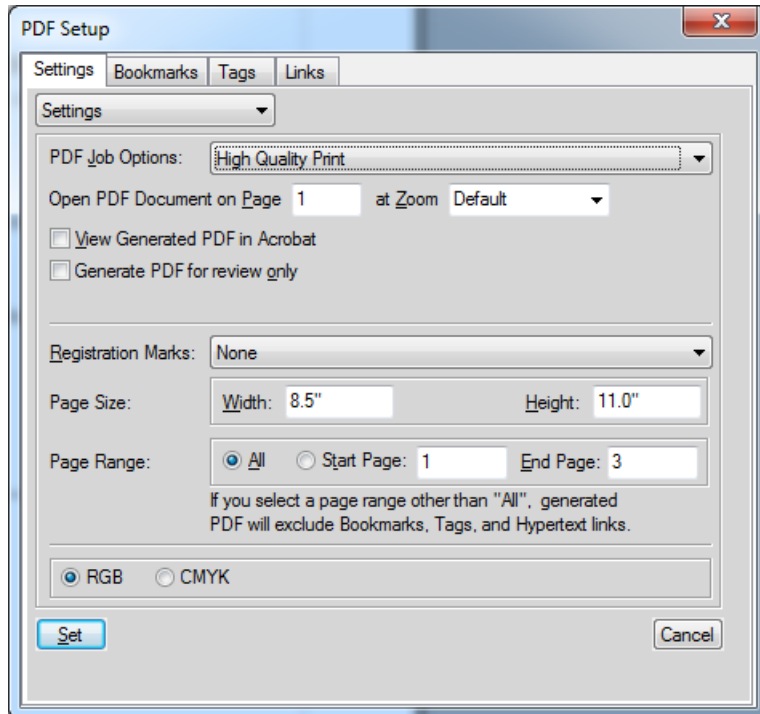 PDF Setup
Settings Bookmarks Tags Links
Settings
PDF Job Options: High Quality Print
Open PDF Document on Page 1 at Zoom Default
View Generated PDF in Acrobat
Generate PDF for review only
Registration Marks: None
Page Size: Width: 8.5" Height: 11.0"
Page Range: All Start Page: 1 End Page: 3
If you select a page range other than "All", generated
PDF will exclude Bookmarks, Tags, and Hypertext links.
RGB CMYK
Set Cancel